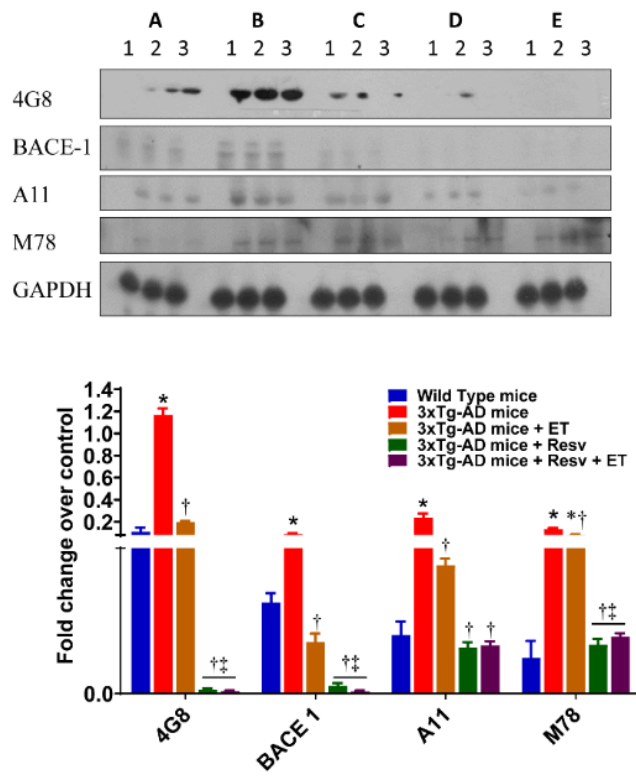 A B C D E
1 2 3 1 2 3 1 2 3 1 2 3 1 2 3
4G8
BACE-1
A11
M78
GAPDH
Fold change over control
1.4
1.2
1.0
0.8
0.6
0.4
0.2
0.0
* † †‡
* † †‡
* † † †
* *† †‡
Wild Type mice
3xTg-AD mice
3xTg-AD mice + ET
3xTg-AD mice + Resv
3xTg-AD mice + Resv + ET
4G8
BACE 1
A11
M78